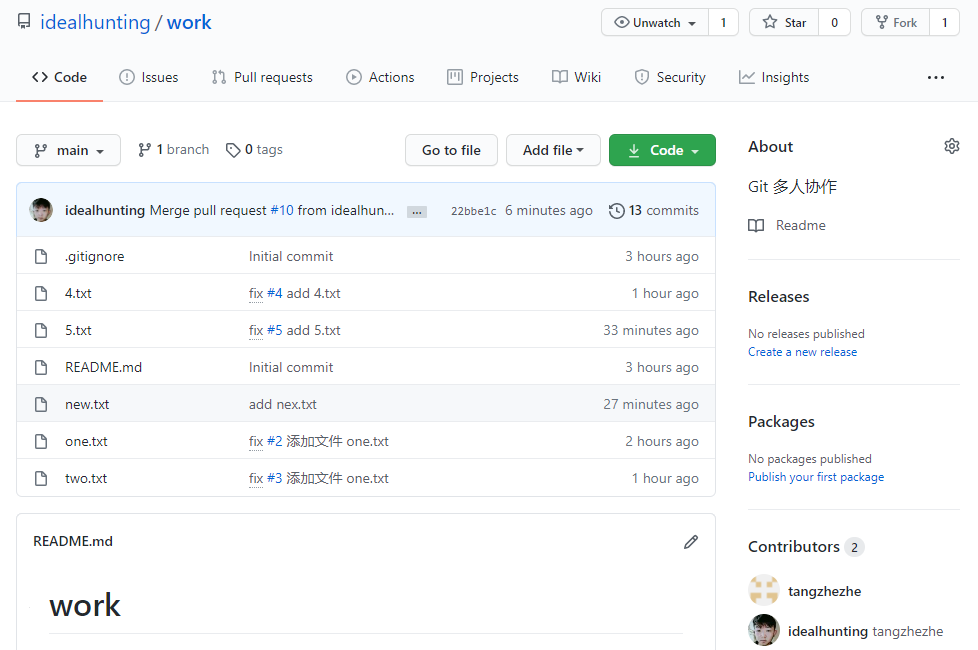 idealhunting / work Unwatch 1 Star 0 Fork 1
Code Issues Pull requests Actions Projects Wiki Security Insights ...
main 1 branch 0 tags Go to file Add file Code
idealhunting Merge pull request #10 from idealhun... ... 22bbe1c 6 minutes ago 13 commits
.gitignore Initial commit 3 hours ago
4.txt fix #4 add 4.txt 1 hour ago
5.txt fix #5 add 5.txt 33 minutes ago
README.md Initial commit 3 hours ago
new.txt add nex.txt 27 minutes ago
one.txt fix #2 添加文件 one.txt 2 hours ago
two.txt fix #3 添加文件 one.txt 1 hour ago
README.md
work
About
Git 多人协作
Readme
Releases
No releases published
Create a new release
Packages
No packages published
Publish your first package
Contributors 2
tangzhezhe
idealhunting tangzhezhe